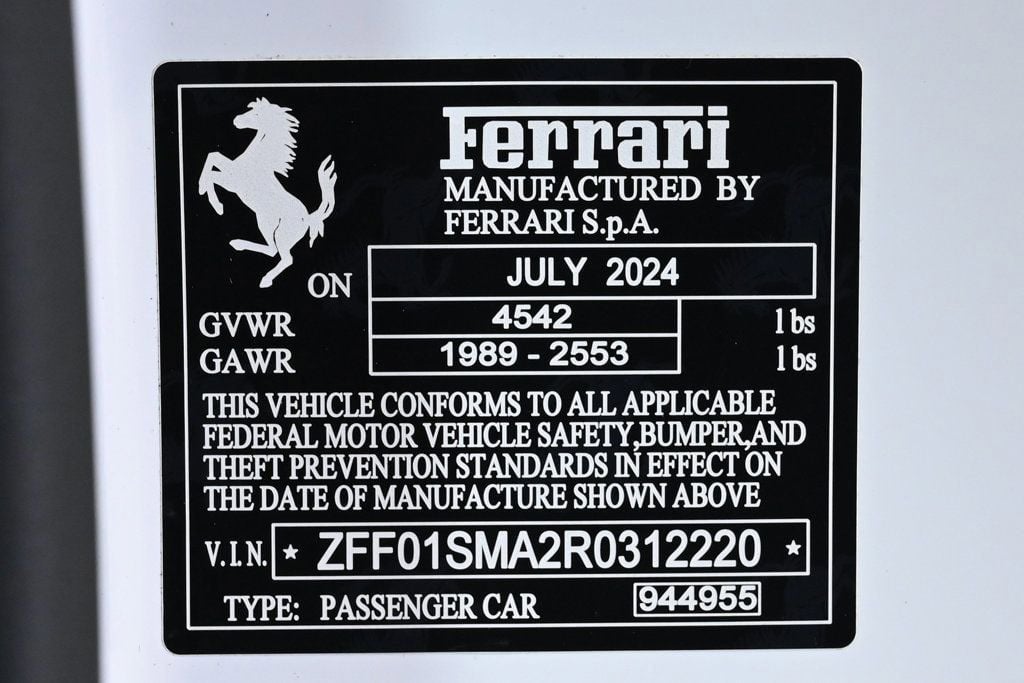 Ferrari
MANUFACTURED BY
FERRARI S.p.A.
ON JULY 2024
GVWR 4542 lbs
GAWR 1989 - 2553 lbs
THIS VEHICLE CONFORMS TO ALL APPLICABLE
FEDERAL MOTOR VEHICLE SAFETY,BUMPER,AND
THEFT PREVENTION STANDARDS IN EFFECT ON
THE DATE OF MANUFACTURE SHOWN ABOVE
V.I.N. ★ ZFF01SMA2R0312220 ★
TYPE: PASSENGER CAR 944955